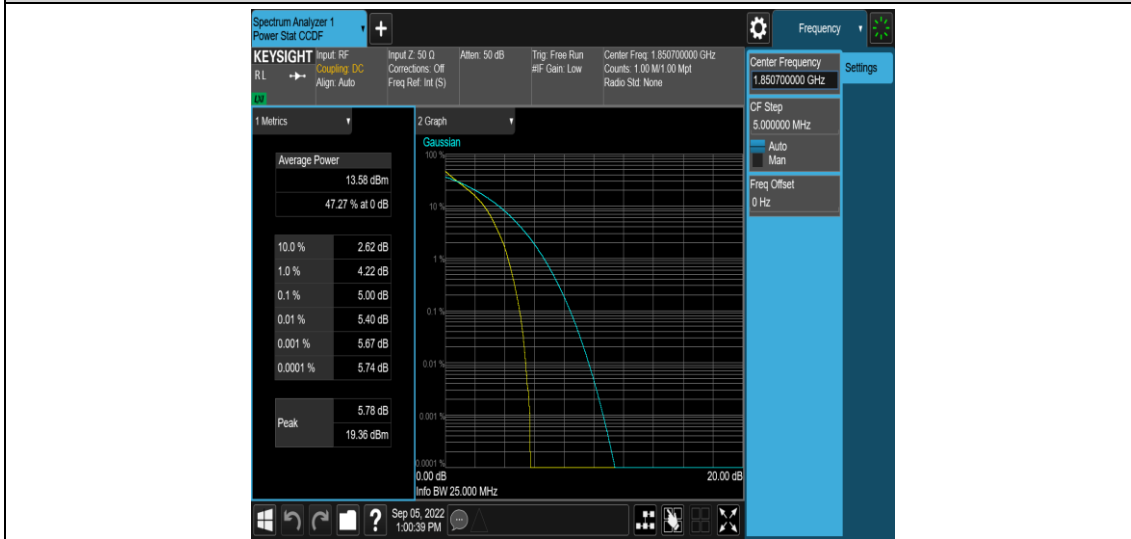 Spectrum Analyzer 1
Power Stat CCDF
+
Frequency
KEYSIGHT
RL
LXI
Input: RF
Coupling: DC
Align: Auto
Input Z: 50 Ω
Corrections: Off
Freq Ref: Int (S)
Atten: 50 dB
Trig: Free Run
#IF Gain: Low
Center Freq: 1.850700000 GHz
Counts: 1.00 M/1.00 Mpt
Radio Std: None
Center Frequency
1.850700000 GHz
Settings
CF Step
5.000000 MHz
Auto
Man
Freq Offset
0 Hz
1 Metrics
Average Power
13.58 dBm
47.27 % at 0 dB
10.0 % 2.62 dB
1.0 % 4.22 dB
0.1 % 5.00 dB
0.01 % 5.40 dB
0.001 % 5.67 dB
0.0001 % 5.74 dB
Peak
5.78 dB
19.36 dBm
2 Graph
Gaussian
100 %
10 %
1 %
0.1 %
0.01 %
0.001 %
0.0001 %
0.00 dB
20.00 dB
Info BW 25.000 MHz
?
Sep 05, 2022
1:00:39 PM